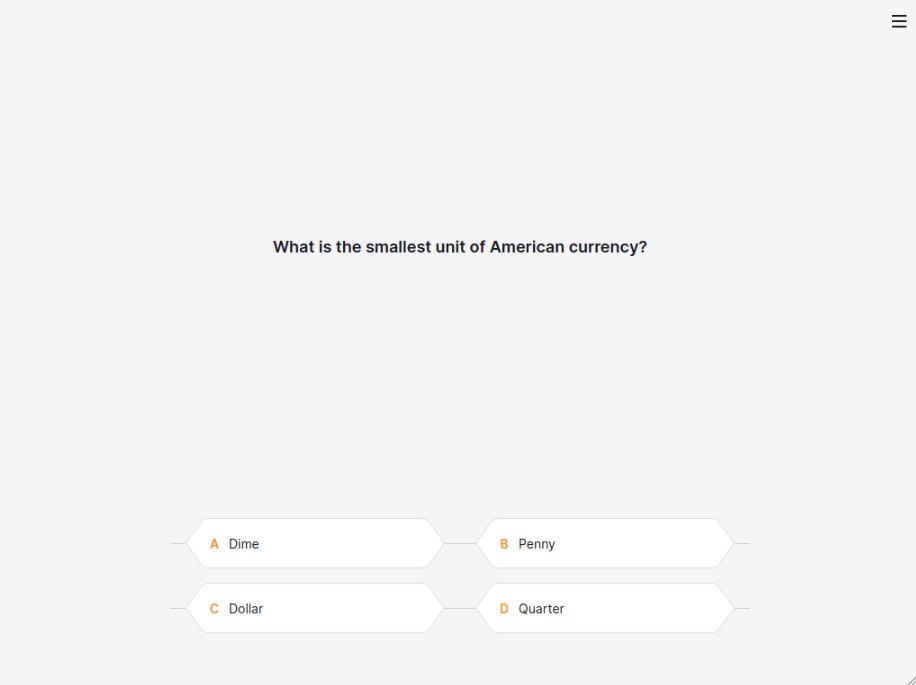 What is the smallest unit of American currency?
A Dime
B Penny
C Dollar
D Quarter